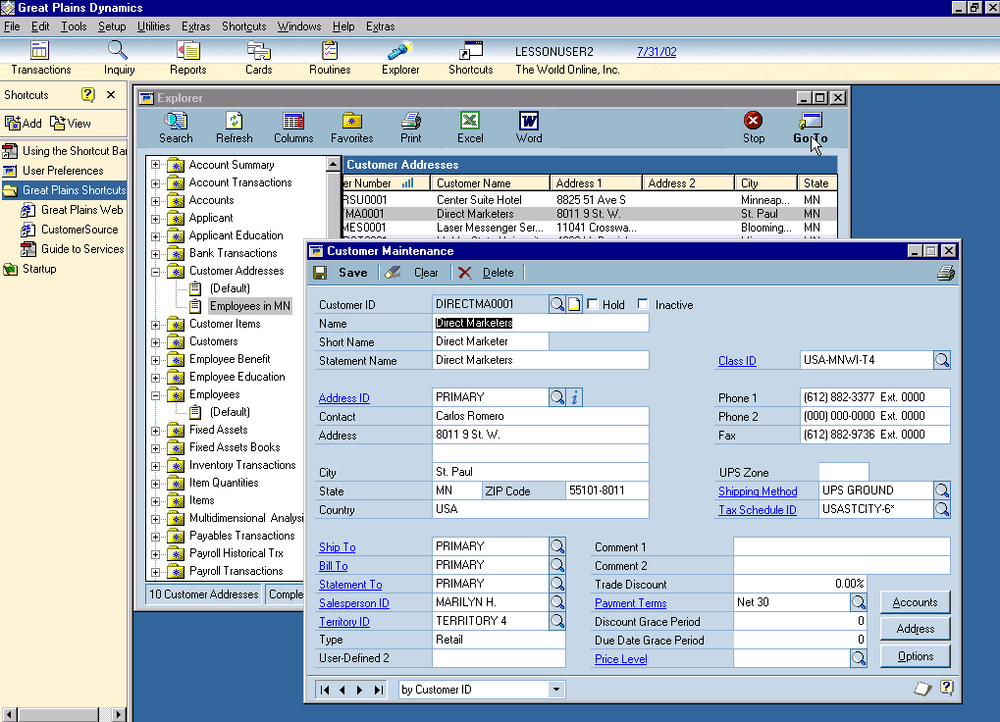 Great Plains Dynamics
File Edit Tools Setup Utilities Extras Shortcuts Windows Help Extras
Transactions Inquiry Reports Cards Routines Explorer Shortcuts
LESSONUSER2 7/31/02
The World Online, Inc.
Shortcuts
Add View
Using the Shortcut Bar
User Preferences
Great Plains Shortcuts
Great Plains Web
CustomerSource
Guide to Services
Startup
Explorer
Search Refresh Columns Favorites Print Excel Word Stop Go To
Account Summary
Account Transactions
Accounts
Applicant
Applicant Education
Bank Transactions
Customer Addresses
(Default)
Employees in MN
Customer Items
Customers
Employee Benefit
Employee Education
Employees
(Default)
Fixed Assets
Fixed Assets Books
Inventory Transactions
Item Quantities
Items
Multidimensional Analysi
Payables Transactions
Payroll Historical Trx
Payroll Transactions
10 Customer Addresses Comple
Customer Addresses
er Number Customer Name Address 1 Address 2 City State
RSU0001 Center Suite Hotel 8825 51 Ave S Minneap... MN
TMA0001 Direct Marketers 8011 9 St. W. St. Paul MN
MES0001 Laser Messenger Ser... 11041 Crosswa... Blooming... MN
Customer Maintenance
Save Clear Delete
Customer ID DIRECTMA0001 Hold Inactive
Name Direct Marketers
Short Name Direct Marketer
Statement Name Direct Marketers Class ID USA-MNWI-T4
Address ID PRIMARY Phone 1 (612) 882-3377 Ext. 0000
Contact Carlos Romero Phone 2 (000) 000-0000 Ext. 0000
Address 8011 9 St. W. Fax (612) 882-9736 Ext. 0000
City St. Paul UPS Zone
State MN ZIP Code 55101-8011 Shipping Method UPS GROUND
Country USA Tax Schedule ID USASTCITY-6*
Ship To PRIMARY Comment 1
Bill To PRIMARY Comment 2
Statement To PRIMARY Trade Discount 0.00%
Salesperson ID MARILYN H. Payment Terms Net 30 Accounts
Territory ID TERRITORY 4 Discount Grace Period 0
Type Retail Due Date Grace Period 0 Address
User-Defined 2 Price Level Options
by Customer ID